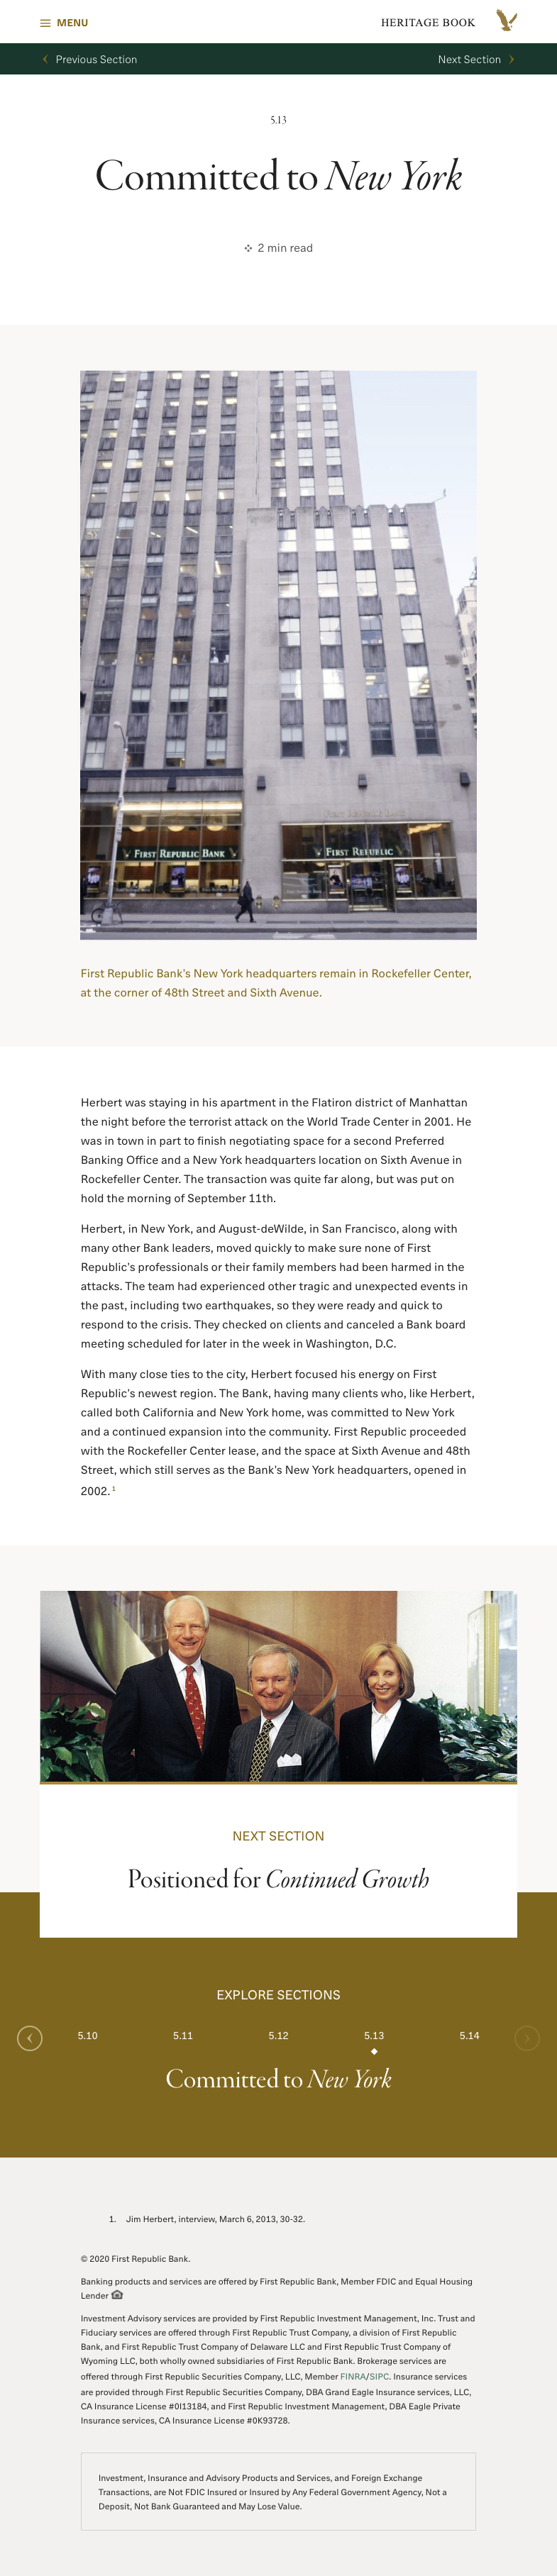 MENU
HERITAGE BOOK
Previous Section
Next Section
5.13
Committed to New York
2 min read
FIRST REPUBLIC BANK
FIRST REPUBLIC
First Republic Bank's New York headquarters remain in Rockefeller Center,
at the corner of 48th Street and Sixth Avenue.
Herbert was staying in his apartment in the Flatiron district of Manhattan
the night before the terrorist attack on the World Trade Center in 2001. He
was in town in part to finish negotiating space for a second Preferred
Banking Office and a New York headquarters location on Sixth Avenue in
Rockefeller Center. The transaction was quite far along, but was put on
hold the morning of September 11th.
Herbert, in New York, and August-deWilde, in San Francisco, along with
many other Bank leaders, moved quickly to make sure none of First
Republic's professionals or their family members had been harmed in the
attacks. The team had experienced other tragic and unexpected events in
the past, including two earthquakes, so they were ready and quick to
respond to the crisis. They checked on clients and canceled a Bank board
meeting scheduled for later in the week in Washington, D.C.
With many close ties to the city, Herbert focused his energy on First
Republic's newest region. The Bank, having many clients who, like Herbert,
called both California and New York home, was committed to New York
and a continued expansion into the community. First Republic proceeded
with the Rockefeller Center lease, and the space at Sixth Avenue and 48th
Street, which still serves as the Bank's New York headquarters, opened in
2002. 1
NEXT SECTION
Positioned for Continued Growth
EXPLORE SECTIONS
5.10 5.11 5.12 5.13 5.14
Committed to New York
1. Jim Herbert, interview, March 6, 2013, 30-32.
© 2020 First Republic Bank.
Banking products and services are offered by First Republic Bank, Member FDIC and Equal Housing
Lender
Investment Advisory services are provided by First Republic Investment Management, Inc. Trust and
Fiduciary services are offered through First Republic Trust Company, a division of First Republic
Bank, and First Republic Trust Company of Delaware LLC and First Republic Trust Company of
Wyoming LLC, both wholly owned subsidiaries of First Republic Bank. Brokerage services are
offered through First Republic Securities Company, LLC, Member FINRA/SIPC. Insurance services
are provided through First Republic Securities Company, DBA Grand Eagle Insurance services, LLC,
CA Insurance License #0I13184, and First Republic Investment Management, DBA Eagle Private
Insurance services, CA Insurance License #0K93728.
Investment, Insurance and Advisory Products and Services, and Foreign Exchange
Transactions, are Not FDIC Insured or Insured by Any Federal Government Agency, Not a
Deposit, Not Bank Guaranteed and May Lose Value.